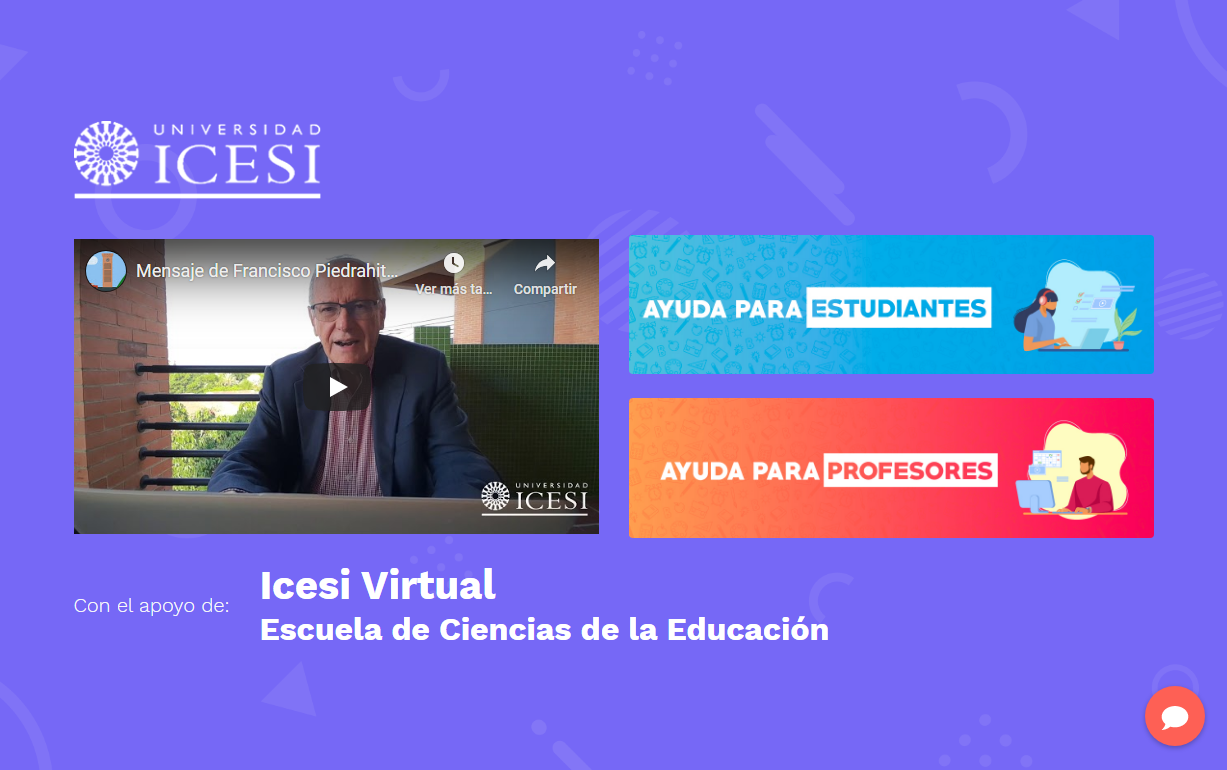 UNIVERSIDAD
ICESI
Mensaje de Francisco Piedrahit...
Ver más ta...
Compartir
UNIVERSIDAD
ICESI
AYUDA PARA ESTUDIANTES
AYUDA PARA PROFESORES
Con el apoyo de:
Icesi Virtual
Escuela de Ciencias de la Educación